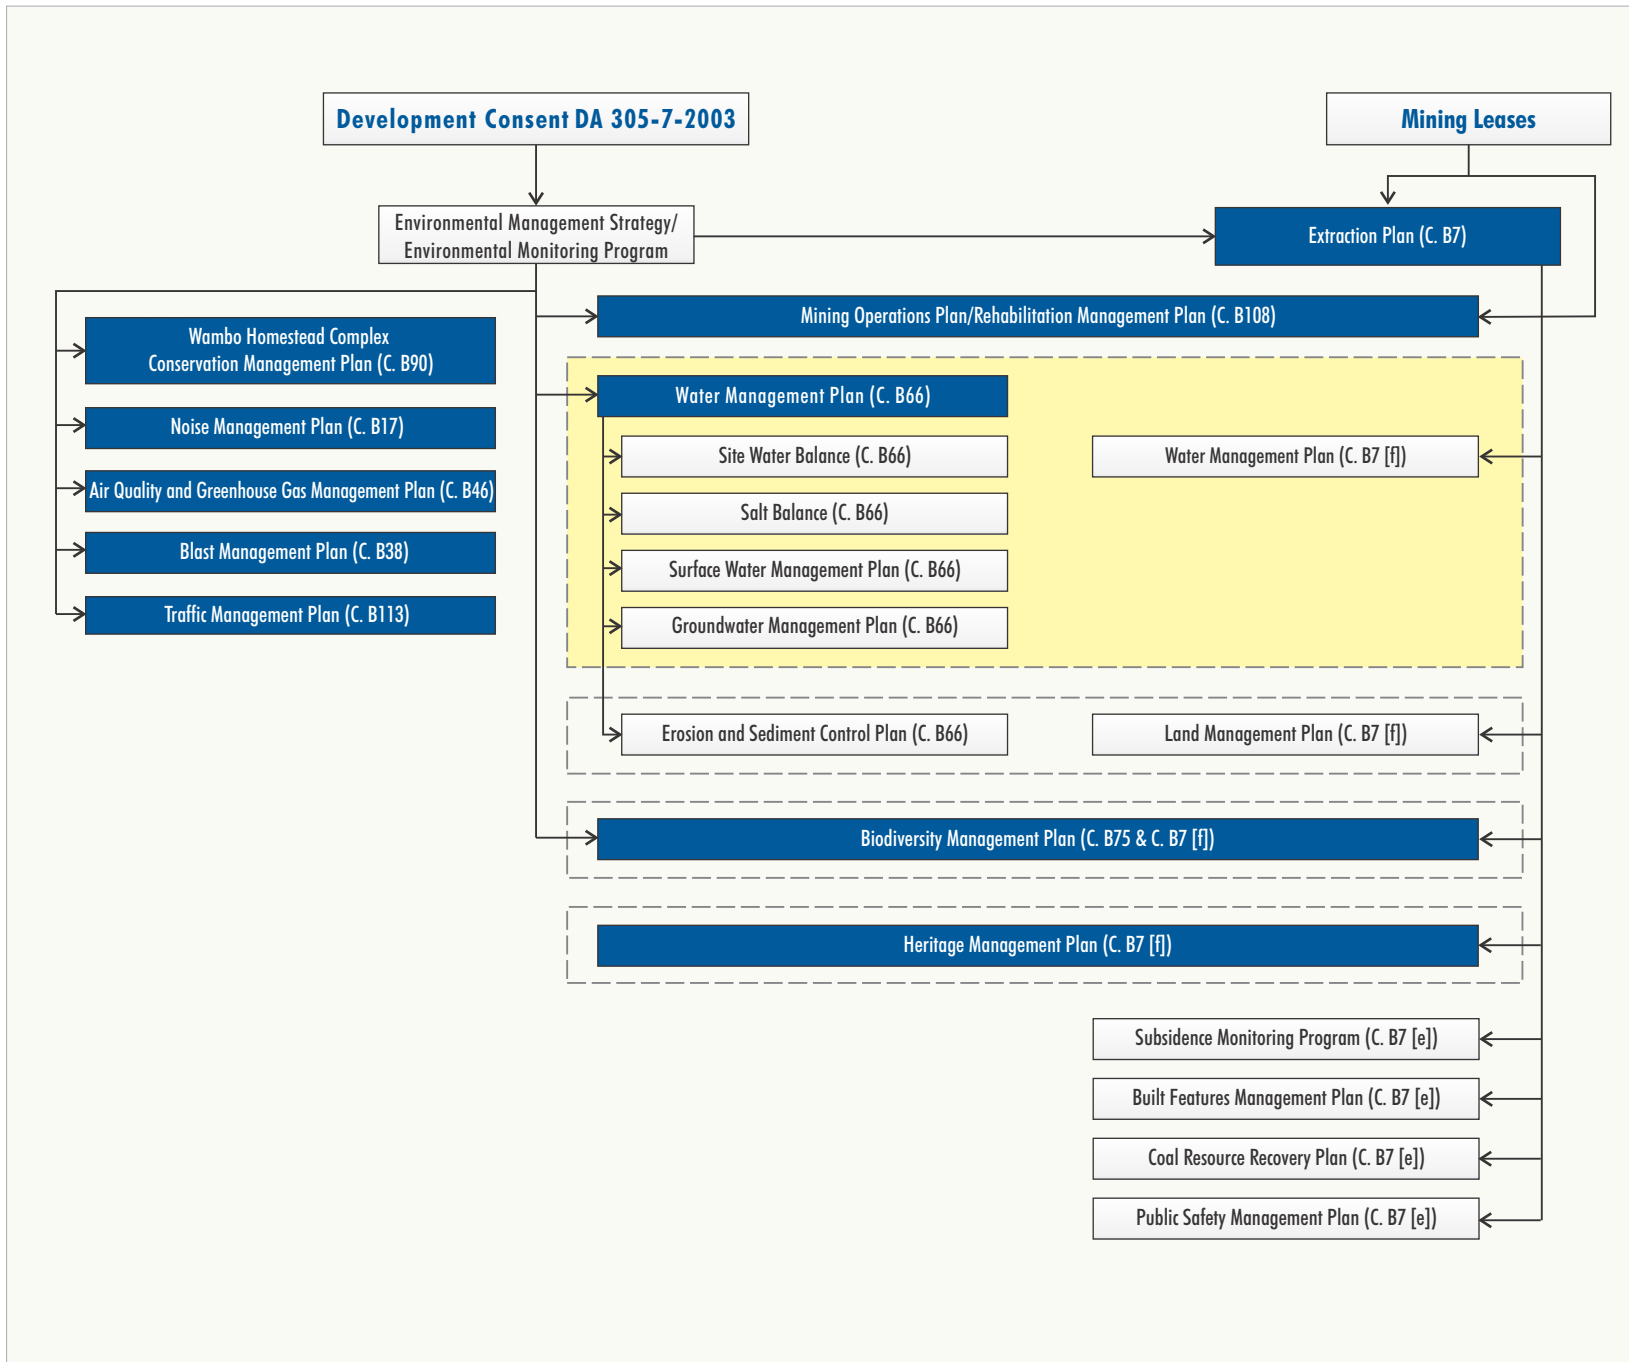 Development Consent DA 305-7-2003
Mining Leases
Environmental Management Strategy/
Environmental Monitoring Program
Extraction Plan (C. B7)
Mining Operations Plan/Rehabilitation Management Plan (C. B108)
Wambo Homestead Complex
Conservation Management Plan (C. B90)
Noise Management Plan (C. B17)
Air Quality and Greenhouse Gas Management Plan (C. B46)
Blast Management Plan (C. B38)
Traffic Management Plan (C. B113)
Water Management Plan (C. B66)
Site Water Balance (C. B66)
Water Management Plan (C. B7 [f])
Salt Balance (C. B66)
Surface Water Management Plan (C. B66)
Groundwater Management Plan (C. B66)
Erosion and Sediment Control Plan (C. B66)
Land Management Plan (C. B7 [f])
Biodiversity Management Plan (C. B75 & C. B7 [f])
Heritage Management Plan (C. B7 [f])
Subsidence Monitoring Program (C. B7 [e])
Built Features Management Plan (C. B7 [e])
Coal Resource Recovery Plan (C. B7 [e])
Public Safety Management Plan (C. B7 [e])